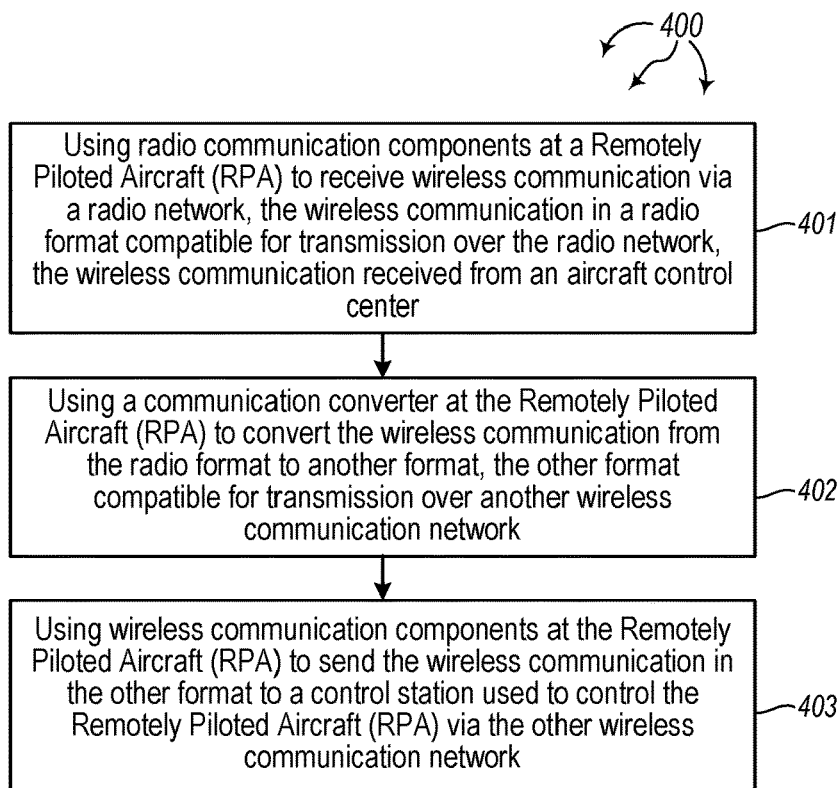 400
Using radio communication components at a Remotely
Piloted Aircraft (RPA) to receive wireless communication via
a radio network, the wireless communication in a radio
format compatible for transmission over the radio network,
the wireless communication received from an aircraft control
center
401
Using a communication converter at the Remotely Piloted
Aircraft (RPA) to convert the wireless communication from
the radio format to another format, the other format
compatible for transmission over another wireless
communication network
402
Using wireless communication components at the Remotely
Piloted Aircraft (RPA) to send the wireless communication in
the other format to a control station used to control the
Remotely Piloted Aircraft (RPA) via the other wireless
communication network
403